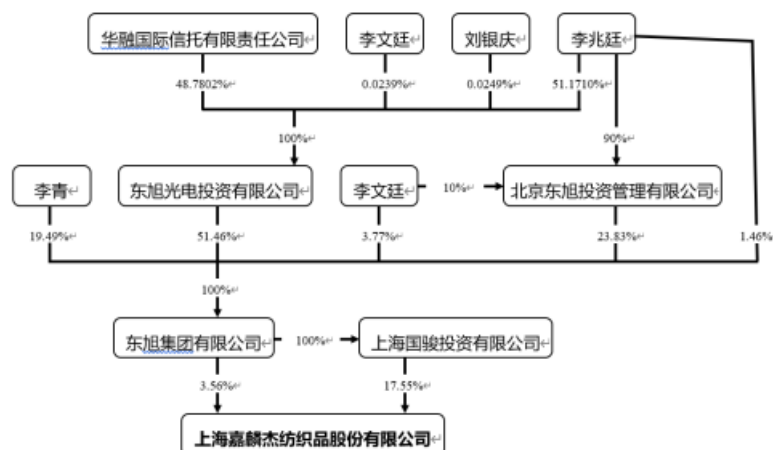 华融国际信托有限责任公司
李文廷
刘银庆
李兆廷
48.7802%
0.0239%
0.0249%
51.1710%
100%
90%
李青
东旭光电投资有限公司
李文廷
10%
北京东旭投资管理有限公司
19.49%
51.46%
3.77%
23.83%
1.46%
100%
东旭集团有限公司
100%
上海国骏投资有限公司
3.56%
17.55%
上海嘉麟杰纺织品股份有限公司